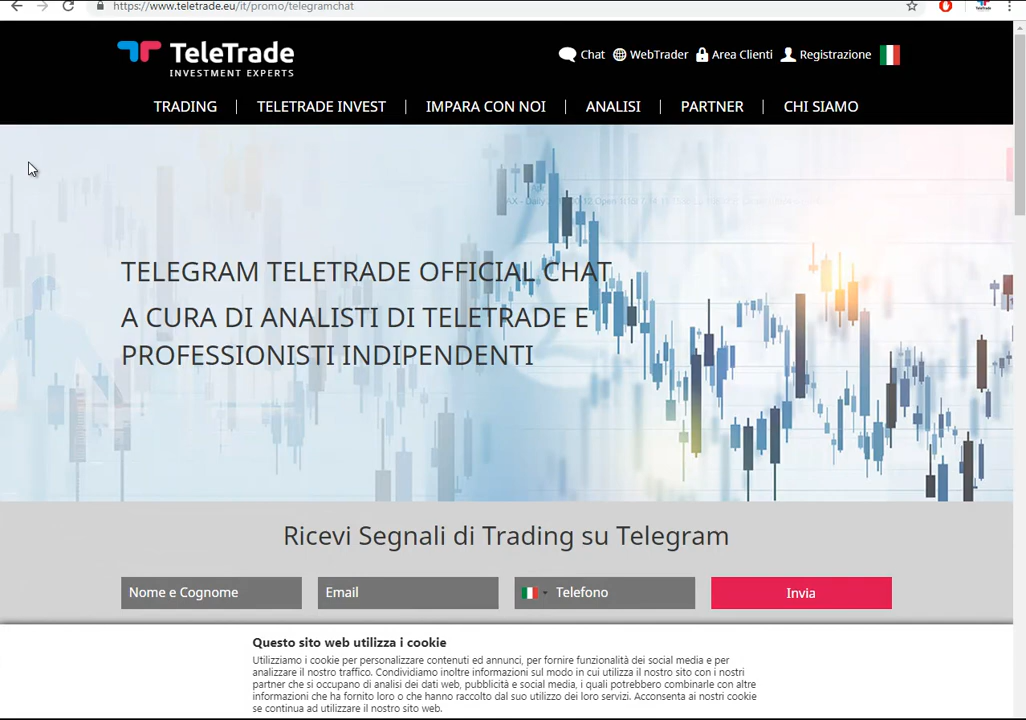 https://www.teletrade.eu/it/promo/telegramchat
TeleTrade
INVESTMENT EXPERTS
Chat WebTrader Area Clienti Registrazione
TRADING | TELETRADE INVEST | IMPARA CON NOI | ANALISI | PARTNER | CHI SIAMO
TELEGRAM TELETRADE OFFICIAL CHAT
A CURA DI ANALISTI DI TELETRADE E
PROFESSIONISTI INDIPENDENTI
Ricevi Segnali di Trading su Telegram
Nome e Cognome Email Telefono Invia
Questo sito web utilizza i cookie
Utilizziamo i cookie per personalizzare contenuti ed annunci, per fornire funzionalità dei social media e per
analizzare il nostro traffico. Condividiamo inoltre informazioni sul modo in cui utilizza il nostro sito con i nostri
partner che si occupano di analisi dei dati web, pubblicità e social media, i quali potrebbero combinarle con altre
informazioni che ha fornito loro o che hanno raccolto dal suo utilizzo dei loro servizi. Acconsenta ai nostri cookie
se continua ad utilizzare il nostro sito web.